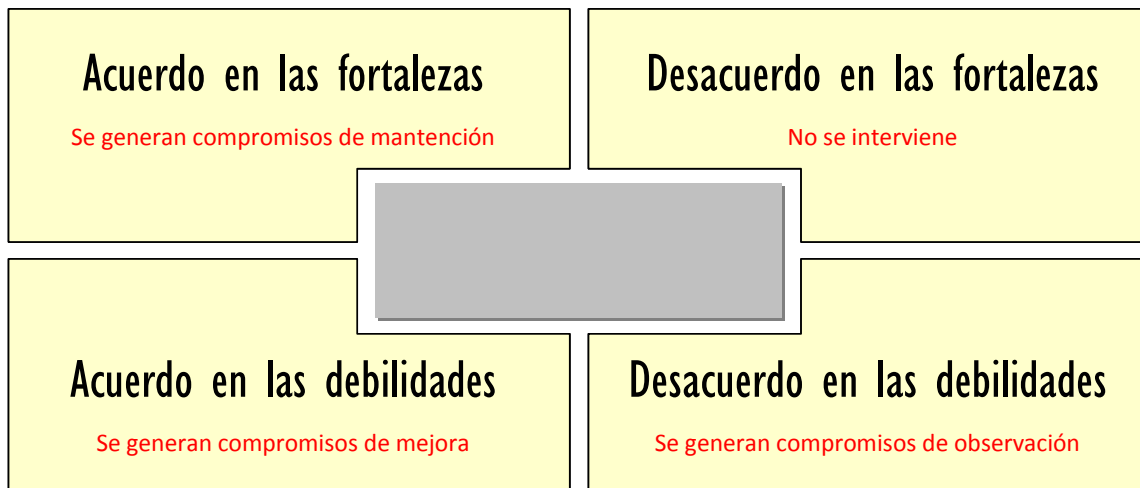 Acuerdo en las fortalezas
Se generan compromisos de mantención
Desacuerdo en las fortalezas
No se interviene
Acuerdo en las debilidades
Se generan compromisos de mejora
Desacuerdo en las debilidades
Se generan compromisos de observación